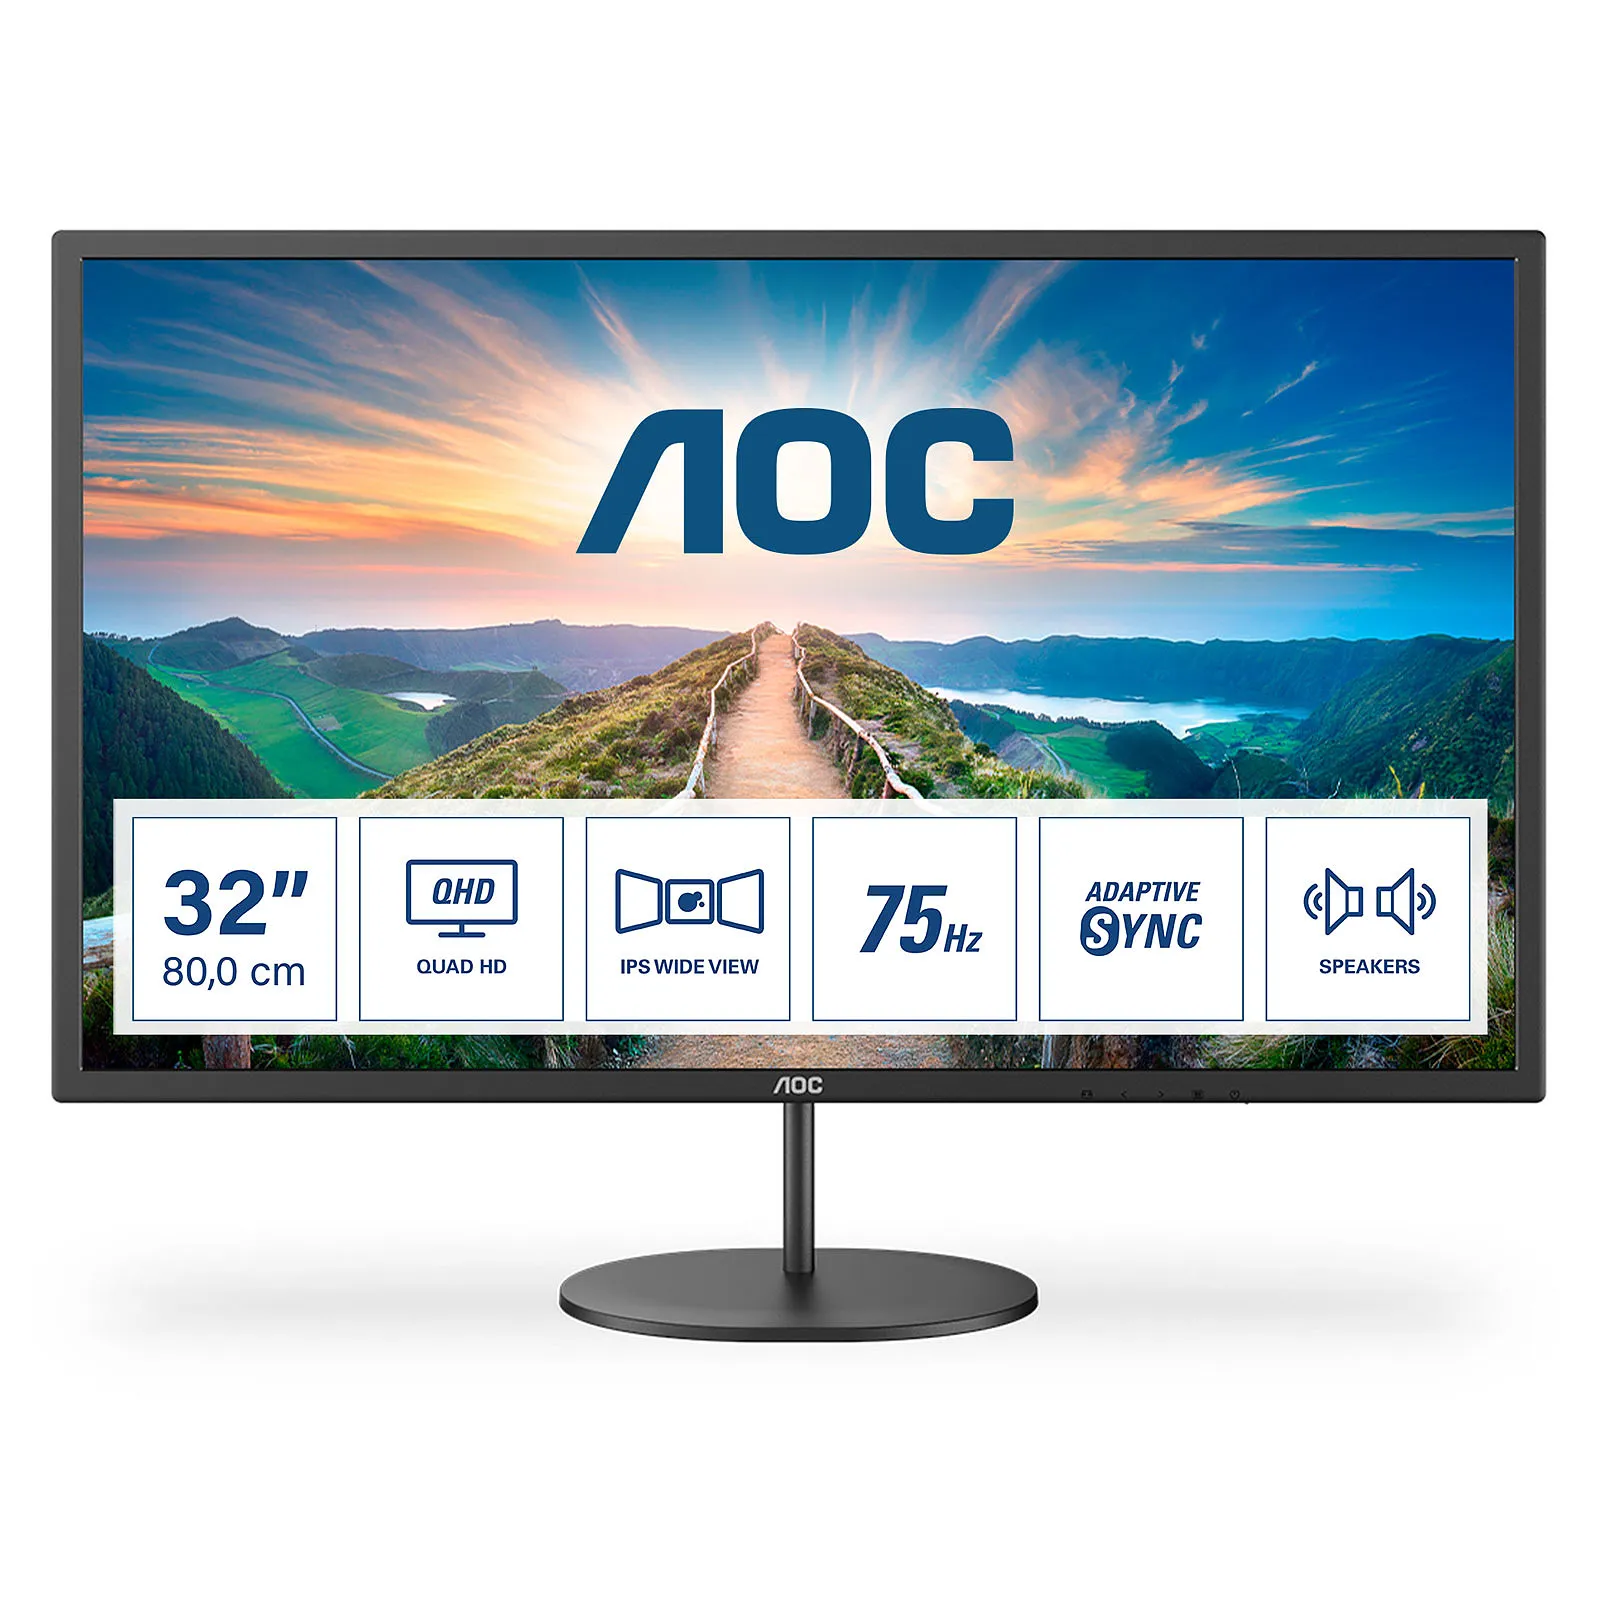 AOC
32"
80,0 cm
QHD
QUAD HD
IPS WIDE VIEW
75Hz
ADAPTIVE
SYNC
SPEAKERS
AOC